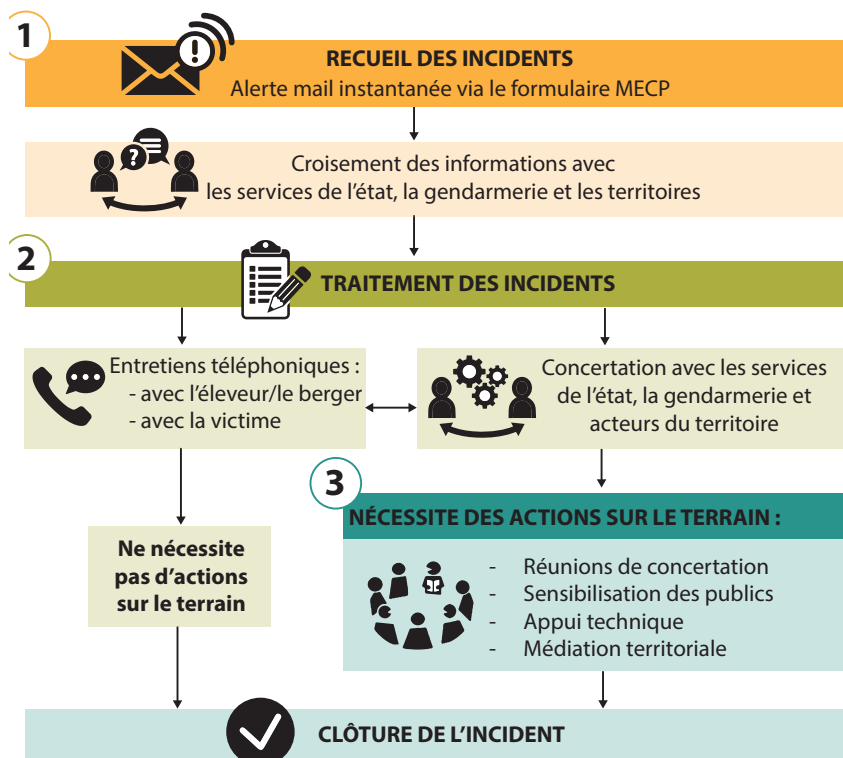 1
RECUEIL DES INCIDENTS
Alerte mail instantanée via le formulaire MECP
?
Croisement des informations avec
les services de l'état, la gendarmerie et les territoires
2
TRAITEMENT DES INCIDENTS
Entretiens téléphoniques :
- avec l'éleveur/le berger
- avec la victime
Concertation avec les services
de l'état, la gendarmerie et
acteurs du territoire
Ne nécessite
pas d'actions
sur le terrain
3
NÉCESSITE DES ACTIONS SUR LE TERRAIN :
- Réunions de concertation
- Sensibilisation des publics
- Appui technique
- Médiation territoriale
CLÔTURE DE L'INCIDENT